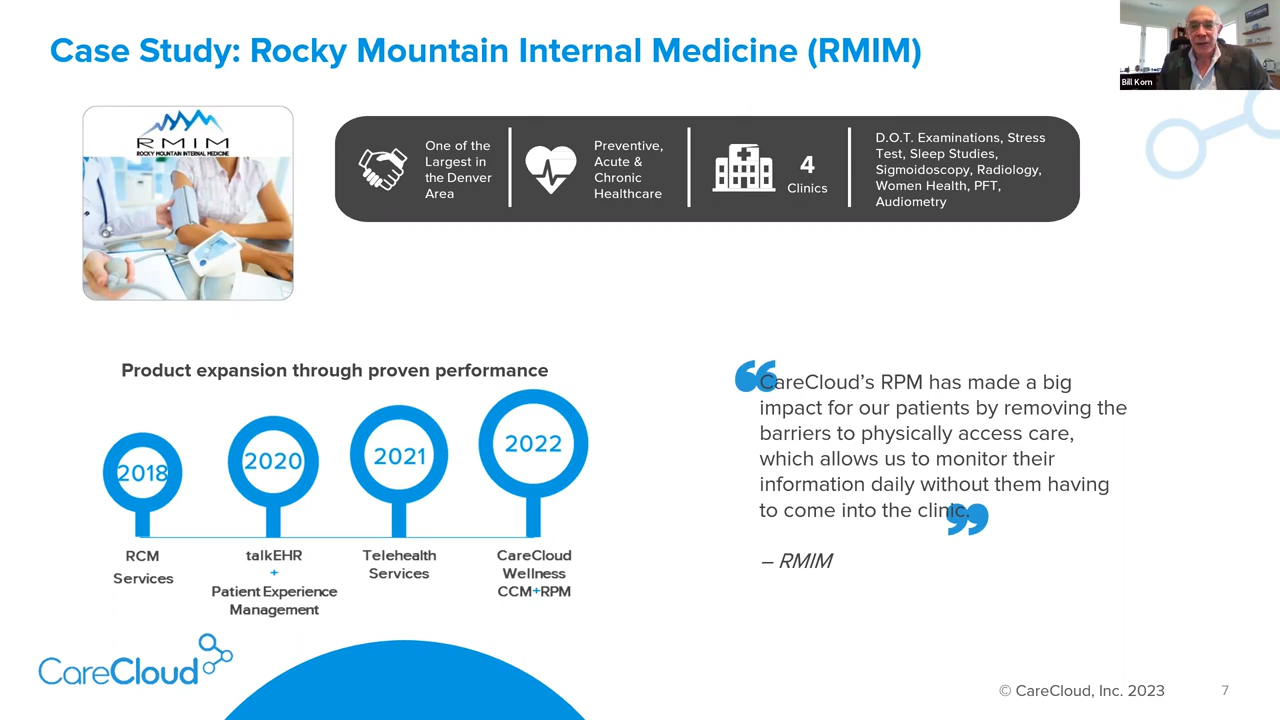 Case Study: Rocky Mountain Internal Medicine (RMIM)
Bill Korn
RMIM
ROCKY MOUNTAIN INTERNAL MEDICINE
One of the
Largest in
the Denver
Area
Preventive,
Acute &
Chronic
Healthcare
4
Clinics
D.O.T. Examinations, Stress
Test, Sleep Studies,
Sigmoidoscopy, Radiology,
Women Health, PFT,
Audiometry
Product expansion through proven performance
2018
RCM
Services
2020
talkEHR
+
Patient Experience
Management
2021
Telehealth
Services
2022
CareCloud
Wellness
CCM+RPM
“CareCloud’s RPM has made a big
impact for our patients by removing the
barriers to physically access care,
which allows us to monitor their
information daily without them having
to come into the clinic.”
– RMIM
CareCloud
© CareCloud, Inc. 2023
7